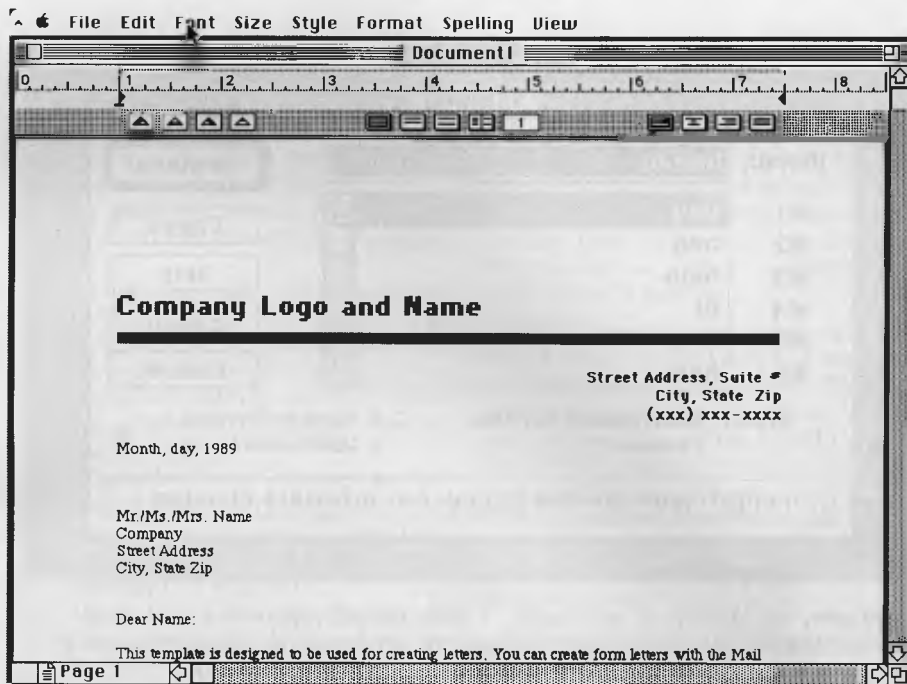 File Edit Font Size Style Format Spelling View
Document1
0 1 2 3 4 5 6 7 8
1
Company Logo and Name
Street Address, Suite #
City, State Zip
(xxx) xxx-xxxx
Month, day, 1989
Mr./Ms./Mrs. Name
Company
Street Address
City, State Zip
Dear Name:
This template is designed to be used for creating letters. You can create form letters with the Mail
Page 1